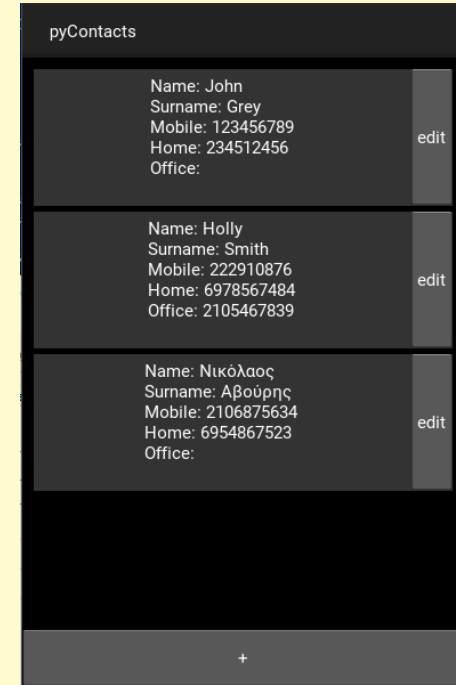 pyContacts
Name: John
Surname: Grey
Mobile: 123456789
Home: 234512456
Office:
edit
Name: Holly
Surname: Smith
Mobile: 222910876
Home: 6978567484
Office: 2105467839
edit
Name: Νικόλαος
Surname: Αβούρης
Mobile: 2106875634
Home: 6954867523
Office:
edit
+